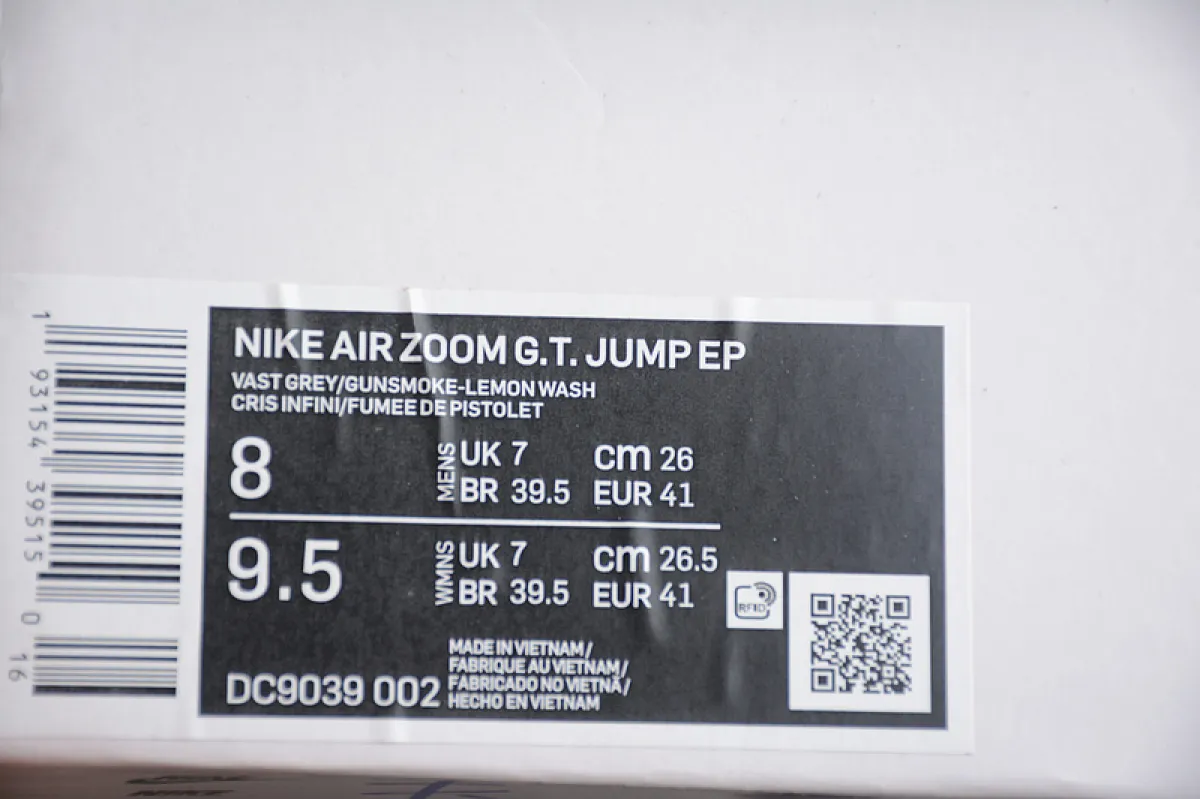 NIKE AIR ZOOM G.T. JUMP EP
VAST GREY/GUNSMOKE-LEMON WASH
CRIS INFINI/FUMEE DE PISTOLET
8 MENS UK 7 cm 26
BR 39.5 EUR 41
9.5 WMNS UK 7 cm 26.5
BR 39.5 EUR 41
RFID
MADE IN VIETNAM/
FABRIQUE AU VIETNAM/
FABRICADO NO VIETNÃ/
HECHO EN VIETNAM
DC9039 002
1 93154 39515 0 16